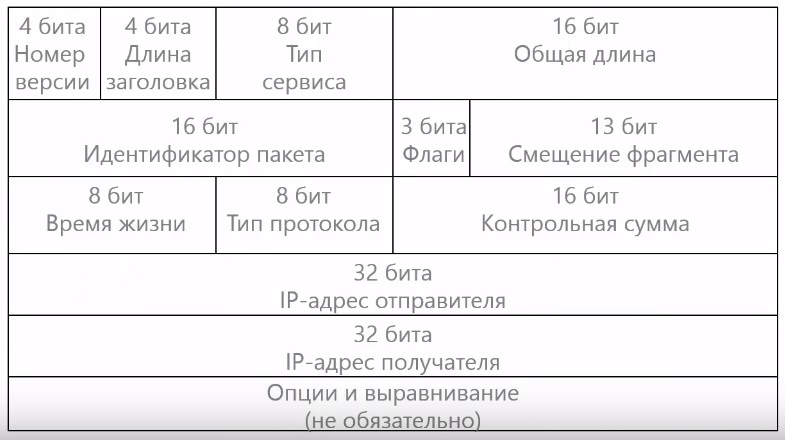 4 бита
Номер
версии
4 бита
Длина
заголовка
8 бит
Тип
сервиса
16 бит
Общая длина
16 бит
Идентификатор пакета
3 бита
Флаги
13 бит
Смещение фрагмента
8 бит
Время жизни
8 бит
Тип протокола
16 бит
Контрольная сумма
32 бита
IP-адрес отправителя
32 бита
IP-адрес получателя
Опции и выравнивание
(не обязательно)